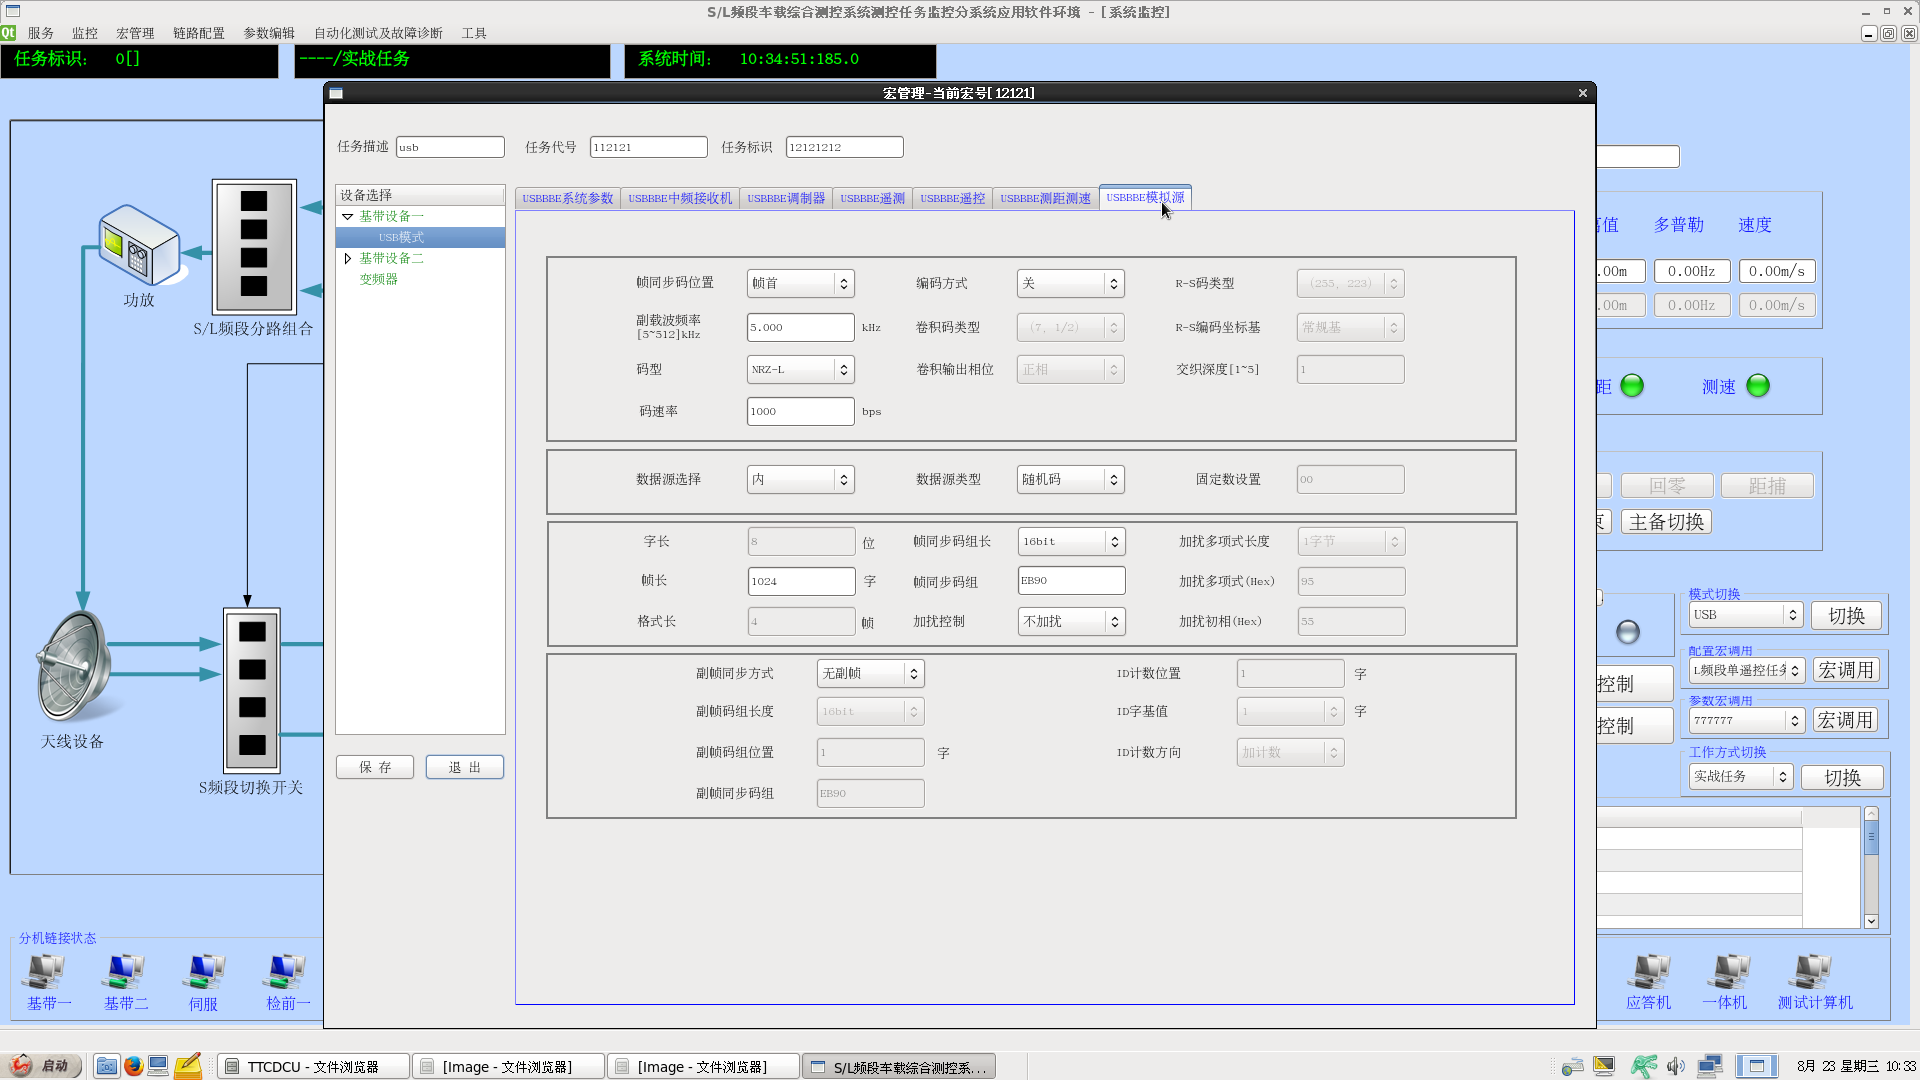 S/L频段车载综合测控系统测控任务监控分系统应用软件环境 - [系统监控]
服务 监控 宏管理 链路配置 参数编辑 自动化测试及故障诊断 工具
任务标识: 0[] ----/实战任务 系统时间: 10:34:51:185.0
宏管理-当前宏号[12121]
任务描述 usb 任务代号 112121 任务标识 12121212
设备选择
基带设备一
USB模式
基带设备二
变频器
保 存 退 出
USBBBE系统参数 USBBBE中频接收机 USBBBE调制器 USBBBE遥测 USBBBE遥控 USBBBE测距测速 USBBBE模拟源
帧同步码位置 帧首 编码方式 关 R-S码类型 (255, 223)
副载波频率 [5~512]kHz 5.000 kHz 卷积码类型 (7, 1/2) R-S编码坐标基 常规基
码型 NRZ-L 卷积输出相位 正相 交织深度[1~5] 1
码速率 1000 bps
数据源选择 内 数据源类型 随机码 固定数设置 00
字长 8 位 帧同步码组长 16bit 加扰多项式长度 1字节
帧长 1024 字 帧同步码组 EB90 加扰多项式(Hex) 95
格式长 4 帧 加扰控制 不加扰 加扰初相(Hex) 55
副帧同步方式 无副帧 ID计数位置 1 字
副帧码组长度 16bit ID字基值 1 字
副帧码组位置 1 字 ID计数方向 加计数
副帧同步码组 EB90
功放
S/L频段分路组合
天线设备
S频段切换开关
值 多普勒 速度
.00m 0.00Hz 0.00m/s
.00m 0.00Hz 0.00m/s
距 测速
回零 距捕
主备切换
模式切换
USB 切换
配置宏调用
L频段单遥控任务 宏调用
控制
参数宏调用
777777 宏调用
控制
工作方式切换
实战任务 切换
分机链接状态
基带一 基带二 伺服 检前一 应答机 一体机 测试计算机
启动 TTCDCU - 文件浏览器 [Image - 文件浏览器] [Image - 文件浏览器] S/L频段车载综合测控系... 8月 23 星期三 10:33